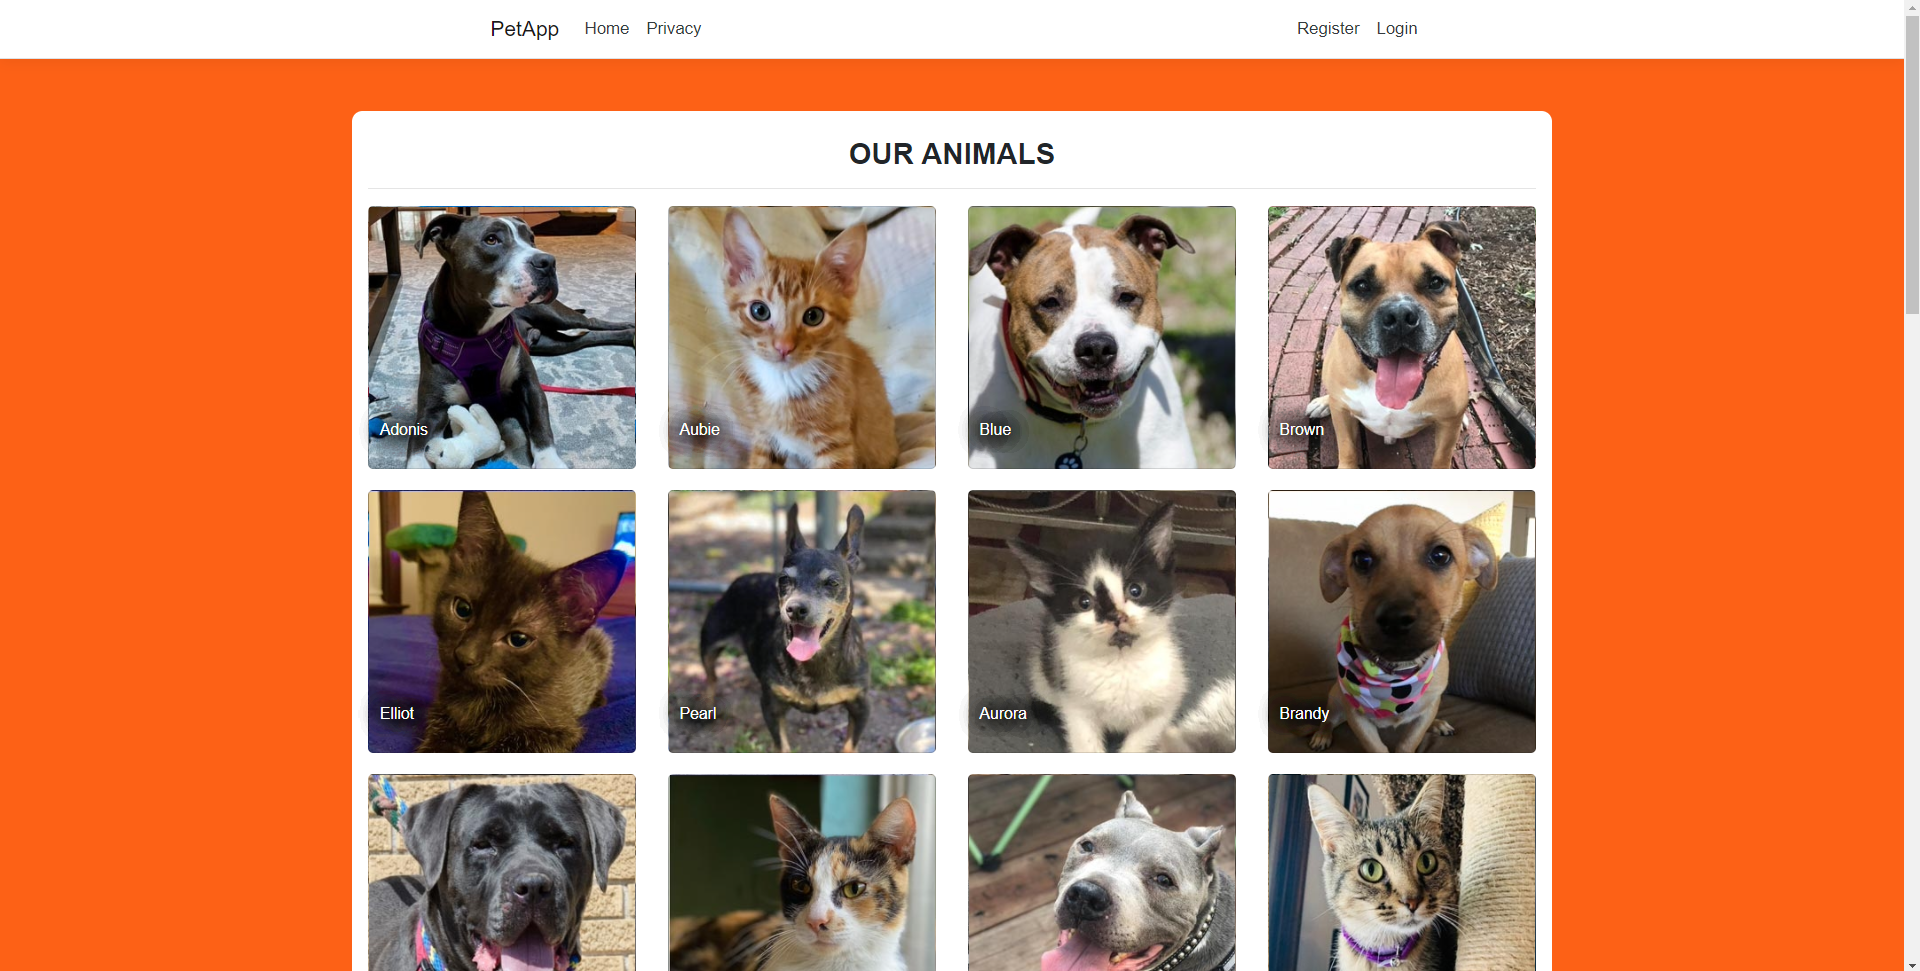 PetApp Home Privacy Register Login
OUR ANIMALS
Adonis
Aubie
Blue
Brown
Elliot
Pearl
Aurora
Brandy